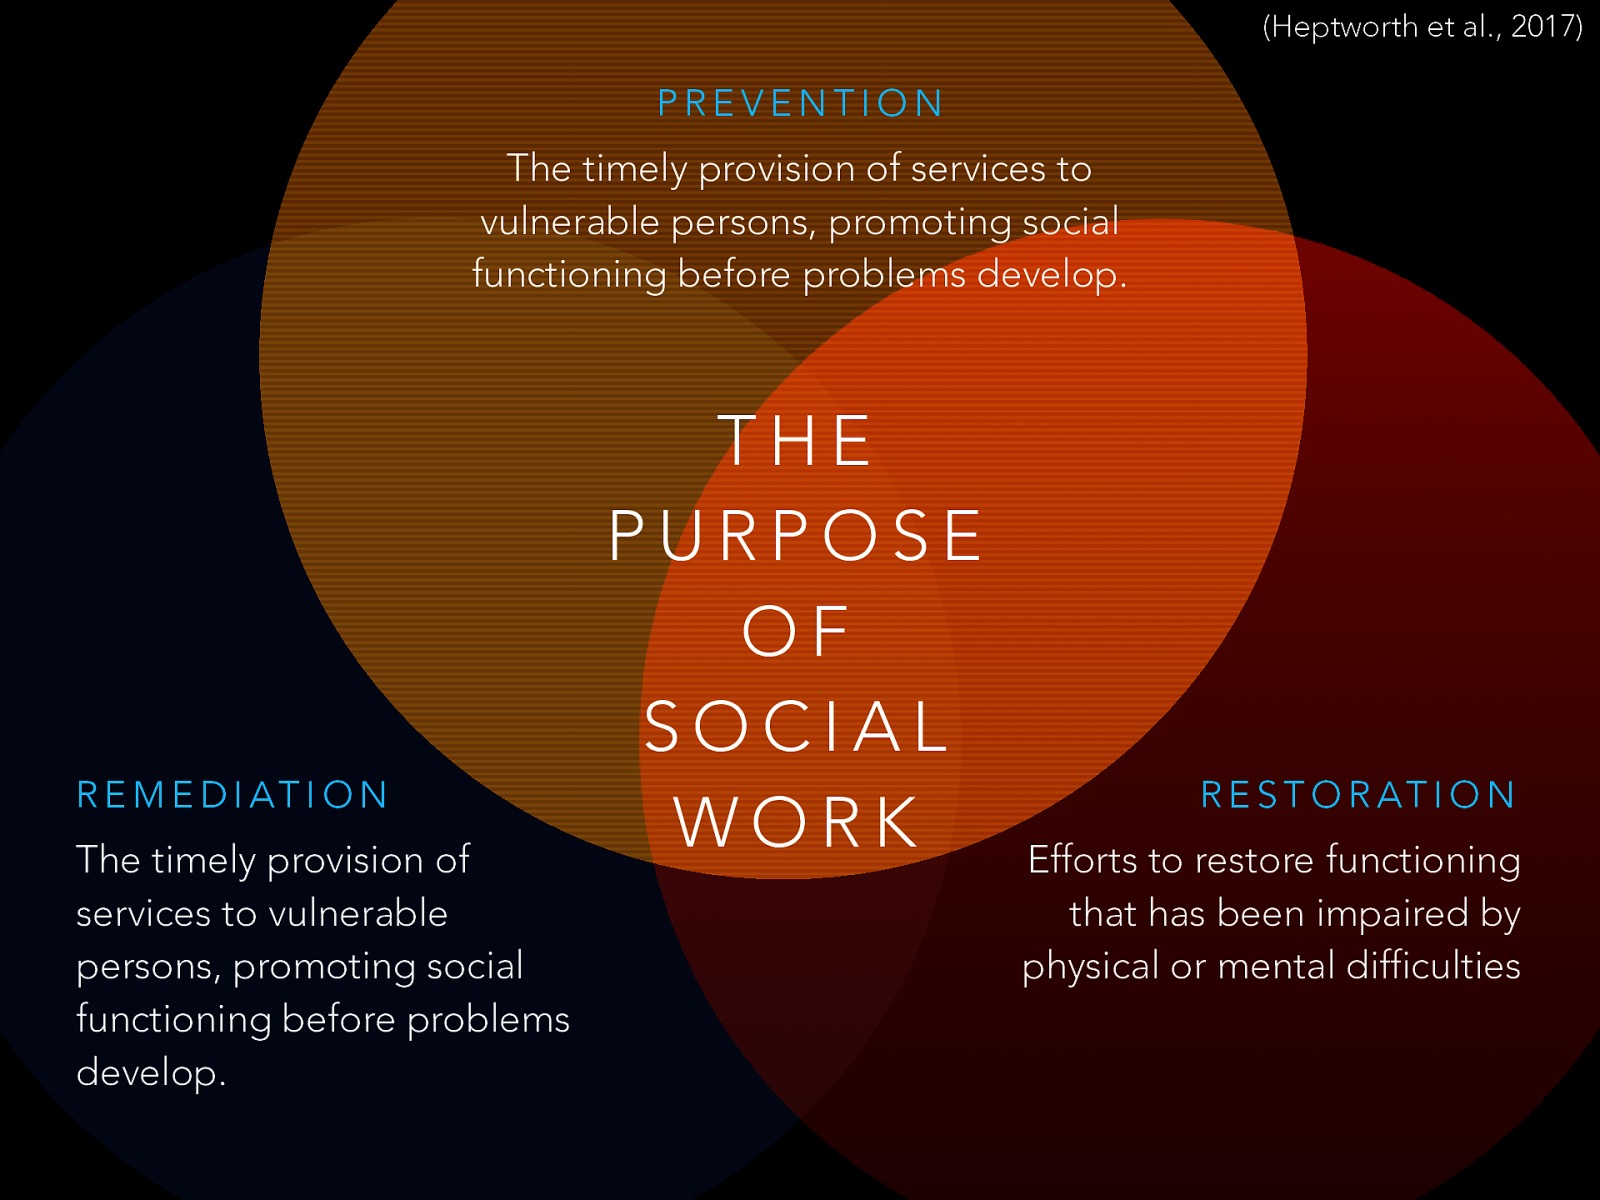 (Heptworth et al., 2017)
PREVENTION
The timely provision of services to
vulnerable persons, promoting social
functioning before problems develop.
THE
PURPOSE
OF
SOCIAL
WORK
REMEDIATION
The timely provision of
services to vulnerable
persons, promoting social
functioning before problems
develop.
RESTORATION
Efforts to restore functioning
that has been impaired by
physical or mental difficulties